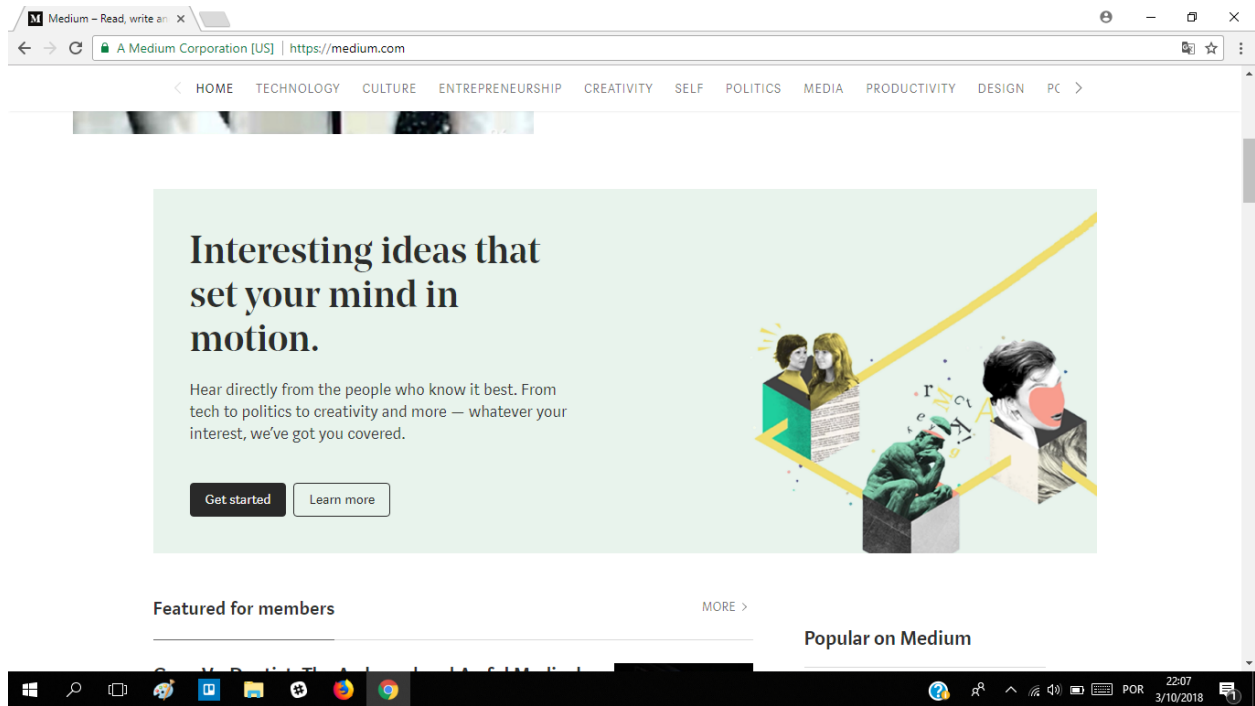 Medium – Read, write an
A Medium Corporation [US] | https://medium.com
HOME TECHNOLOGY CULTURE ENTREPRENEURSHIP CREATIVITY SELF POLITICS MEDIA PRODUCTIVITY DESIGN
Interesting ideas that
set your mind in
motion.
Hear directly from the people who know it best. From
tech to politics to creativity and more — whatever your
interest, we’ve got you covered.
Get started Learn more
Featured for members
MORE
Popular on Medium
POR
22:07
3/10/2018
1